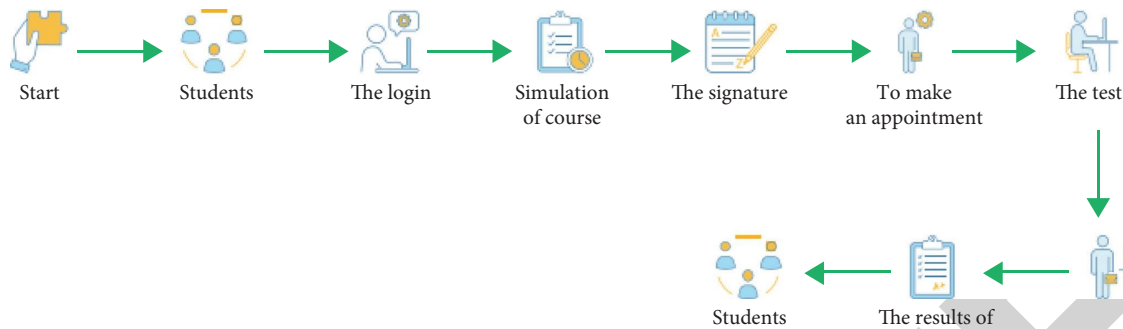 Start
Students
The login
Simulation
of course
The signature
To make
an appointment
The test
Students
The results of